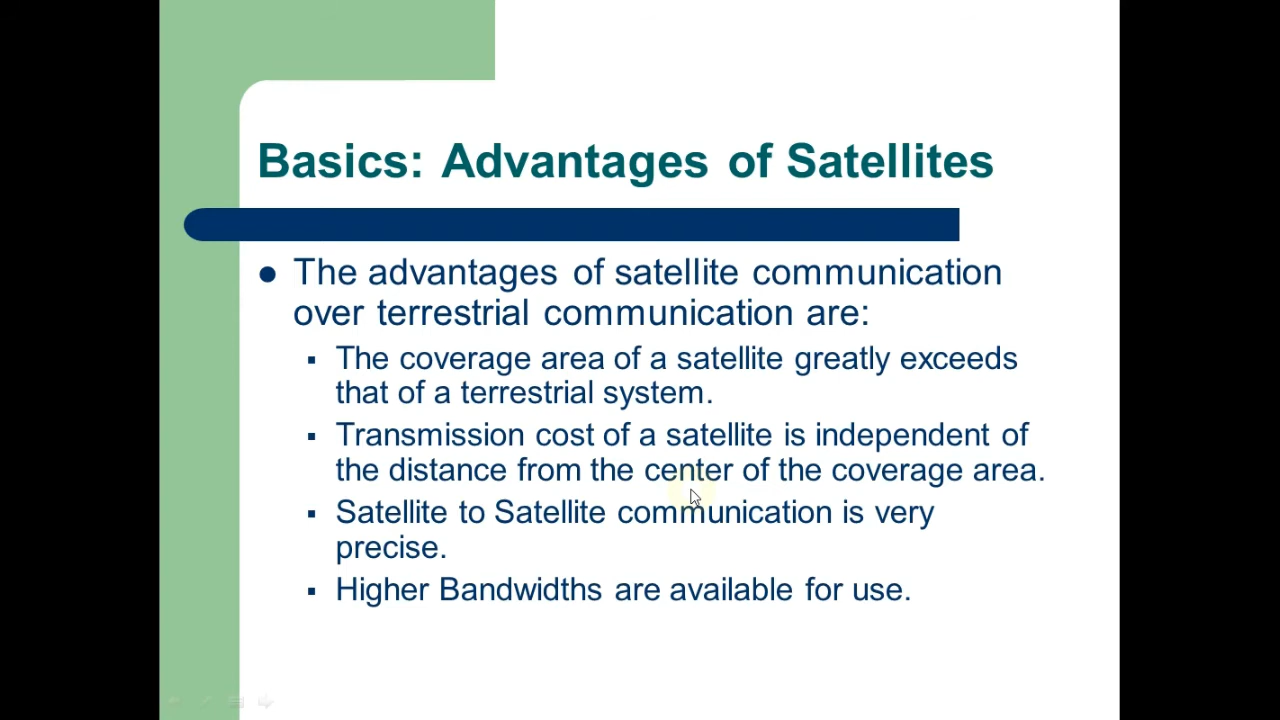 Basics: Advantages of Satellites
● The advantages of satellite communication
over terrestrial communication are:
▪ The coverage area of a satellite greatly exceeds
that of a terrestrial system.
▪ Transmission cost of a satellite is independent of
the distance from the center of the coverage area.
▪ Satellite to Satellite communication is very
precise.
▪ Higher Bandwidths are available for use.